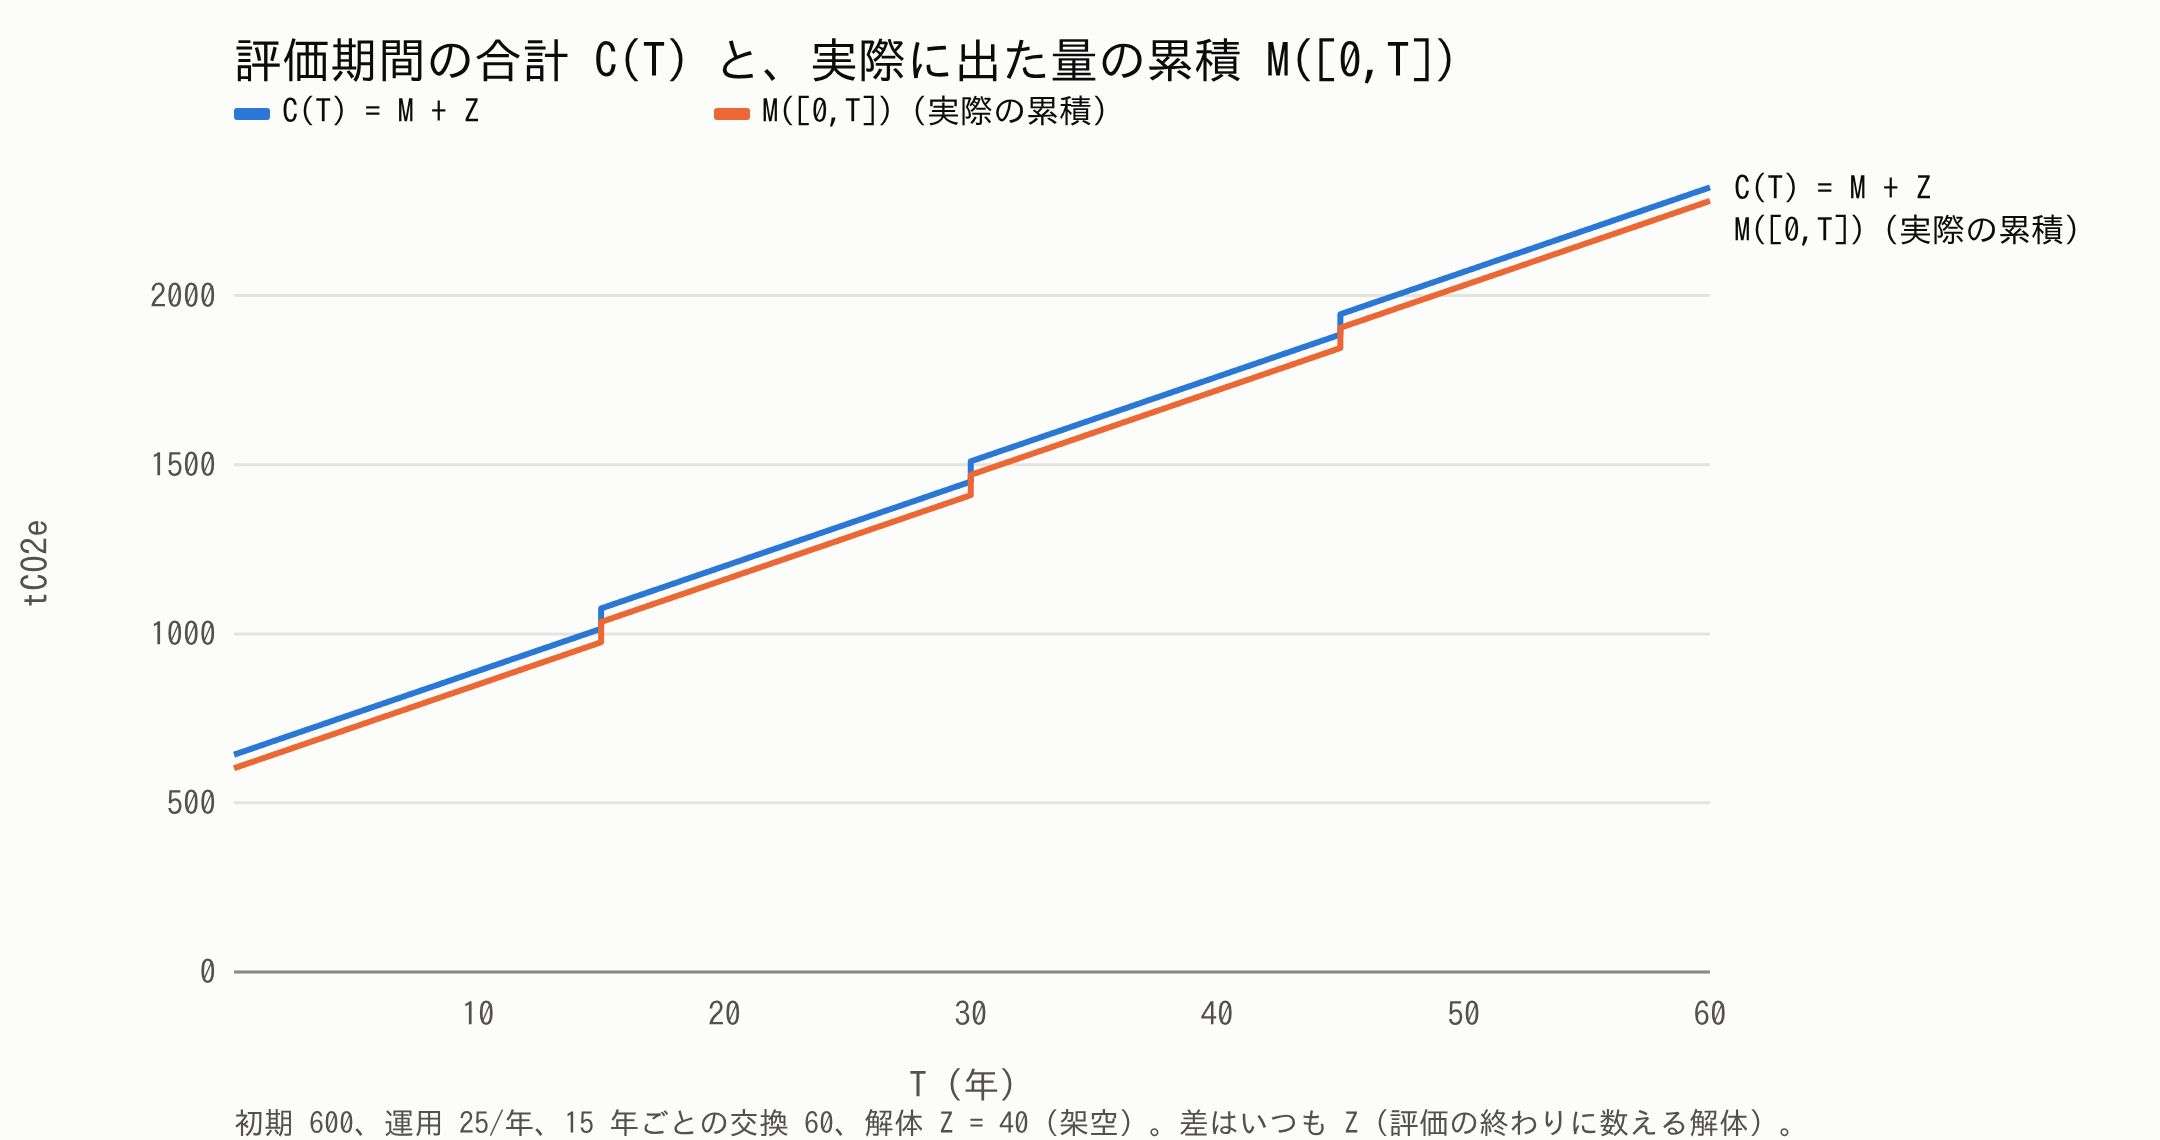 評価期間の合計 C(T) と、実際に出た量の累積 M([0,T])
C(T) = M + Z
M([0,T])（実際の累積）
C(T) = M + Z
M([0,T])（実際の累積）
2000
1500
1000
500
0
tCO2e
10 20 30 40 50 60
T（年）
初期 600、運用 25/年、15 年ごとの交換 60、解体 Z = 40（架空）。差はいつも Z（評価の終わりに数える解体）。